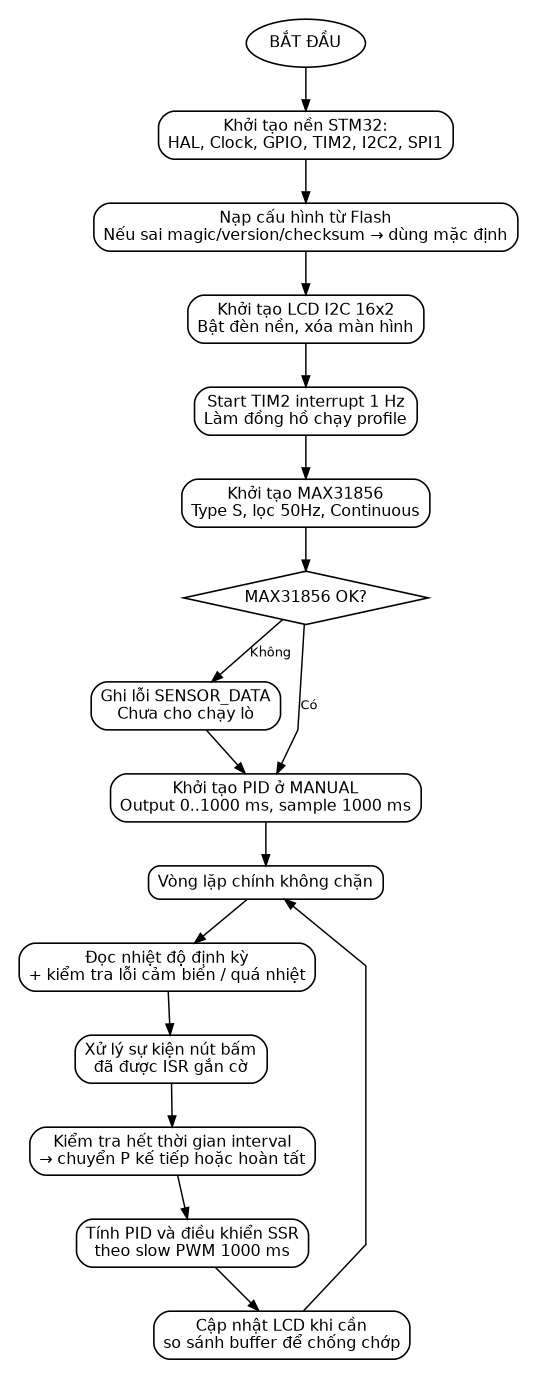 BẮT ĐẦU
Khởi tạo nền STM32:
HAL, Clock, GPIO, TIM2, I2C2, SPI1
Nạp cấu hình từ Flash
Nếu sai magic/version/checksum → dùng mặc định
Khởi tạo LCD I2C 16x2
Bật đèn nền, xóa màn hình
Start TIM2 interrupt 1 Hz
Làm đồng hồ chạy profile
Khởi tạo MAX31856
Type S, lọc 50Hz, Continuous
MAX31856 OK?
Không
Có
Ghi lỗi SENSOR_DATA
Chưa cho chạy lò
Khởi tạo PID ở MANUAL
Output 0..1000 ms, sample 1000 ms
Vòng lặp chính không chặn
Đọc nhiệt độ định kỳ
+ kiểm tra lỗi cảm biến / quá nhiệt
Xử lý sự kiện nút bấm
đã được ISR gắn cờ
Kiểm tra hết thời gian interval
→ chuyển P kế tiếp hoặc hoàn tất
Tính PID và điều khiển SSR
theo slow PWM 1000 ms
Cập nhật LCD khi cần
so sánh buffer để chống chớp